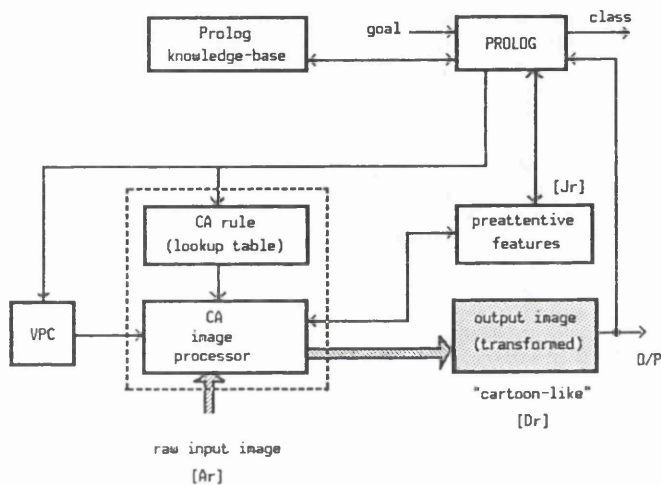 goal
class
Prolog
knowledge-base
PROLOG
[Jr]
CA rule
(lookup table)
preattentive
features
VPC
CA
image
processor
output image
(transformed)
O/P
"cartoon-like"
[Dr]
raw input image
[Ar]